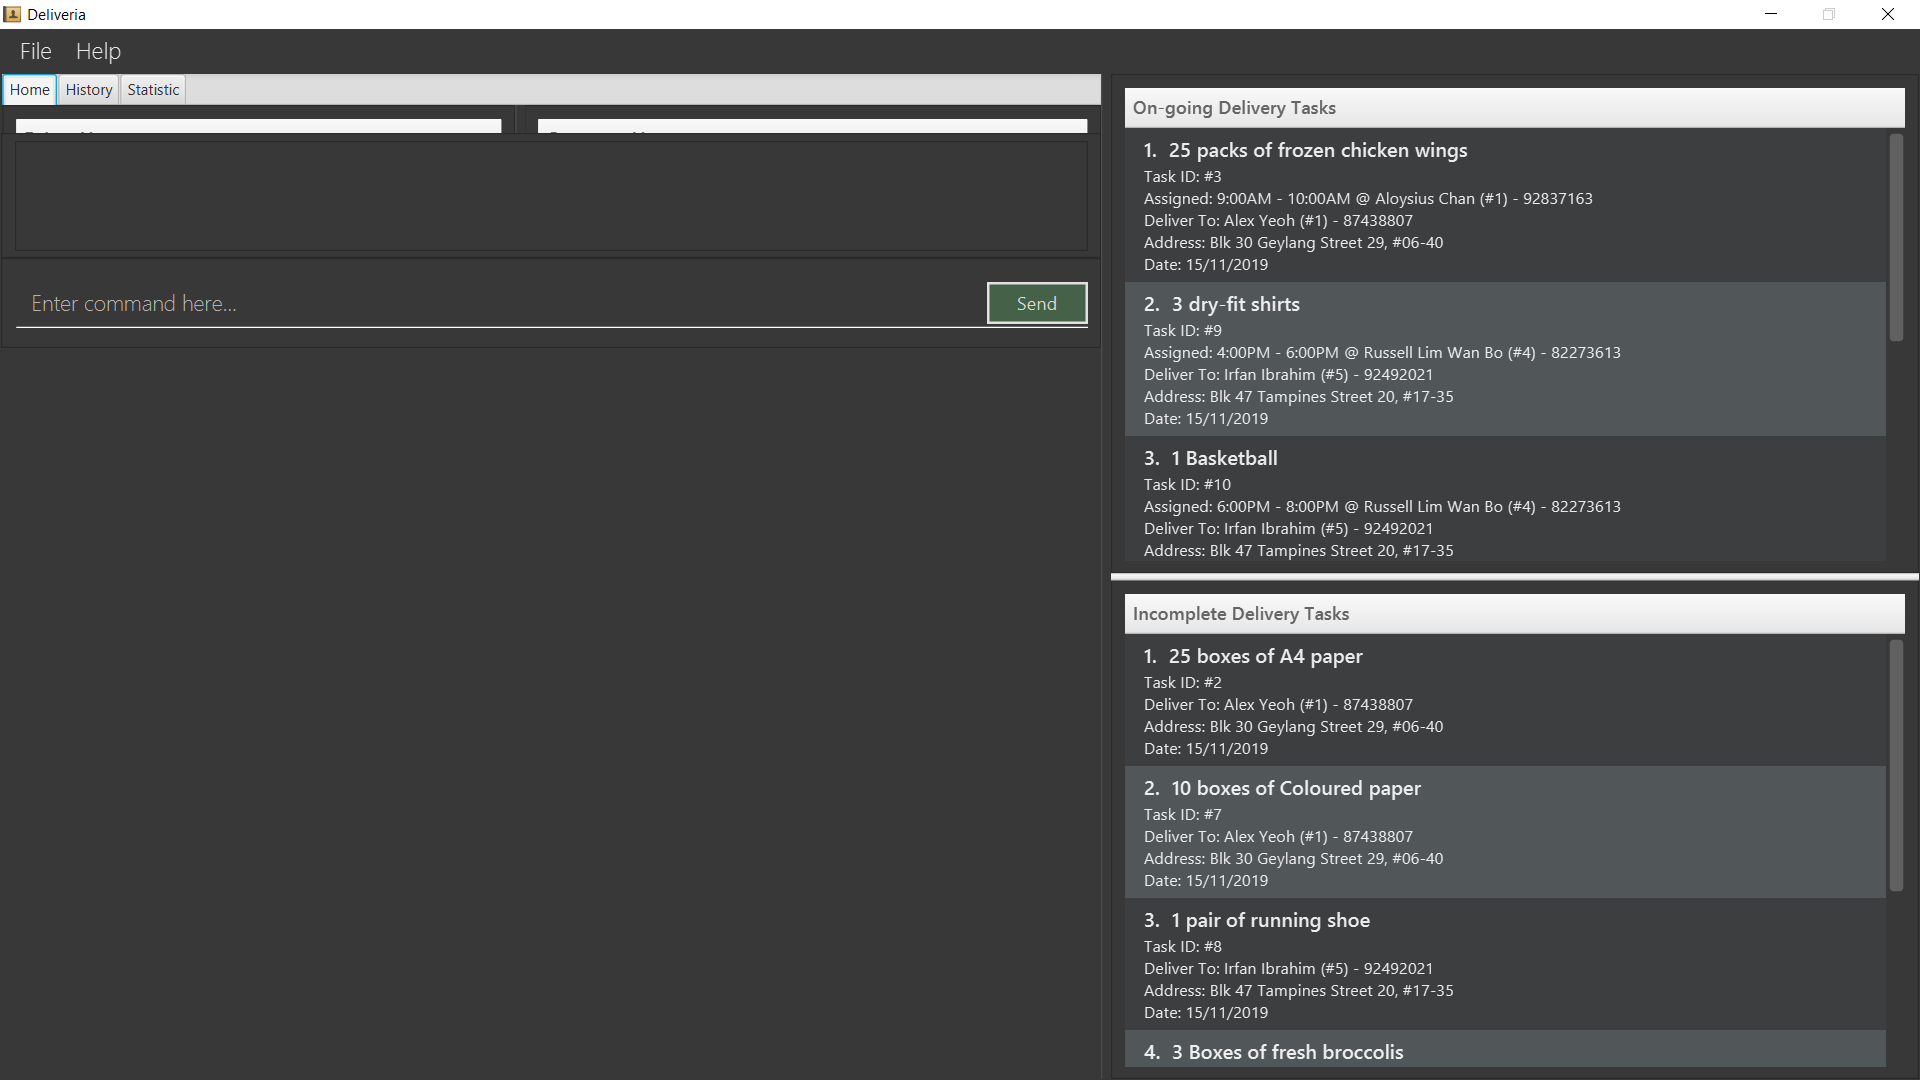 Deliveria
File Help
Home History Statistic
Enter command here...
Send
On-going Delivery Tasks
1. 25 packs of frozen chicken wings
Task ID: #3
Assigned: 9:00AM - 10:00AM @ Aloysius Chan (#1) - 92837163
Deliver To: Alex Yeoh (#1) - 87438807
Address: Blk 30 Geylang Street 29, #06-40
Date: 15/11/2019
2. 3 dry-fit shirts
Task ID: #9
Assigned: 4:00PM - 6:00PM @ Russell Lim Wan Bo (#4) - 82273613
Deliver To: Irfan Ibrahim (#5) - 92492021
Address: Blk 47 Tampines Street 20, #17-35
Date: 15/11/2019
3. 1 Basketball
Task ID: #10
Assigned: 6:00PM - 8:00PM @ Russell Lim Wan Bo (#4) - 82273613
Deliver To: Irfan Ibrahim (#5) - 92492021
Address: Blk 47 Tampines Street 20, #17-35
Incomplete Delivery Tasks
1. 25 boxes of A4 paper
Task ID: #2
Deliver To: Alex Yeoh (#1) - 87438807
Address: Blk 30 Geylang Street 29, #06-40
Date: 15/11/2019
2. 10 boxes of Coloured paper
Task ID: #7
Deliver To: Alex Yeoh (#1) - 87438807
Address: Blk 30 Geylang Street 29, #06-40
Date: 15/11/2019
3. 1 pair of running shoe
Task ID: #8
Deliver To: Irfan Ibrahim (#5) - 92492021
Address: Blk 47 Tampines Street 20, #17-35
Date: 15/11/2019
4. 3 Boxes of fresh broccolis